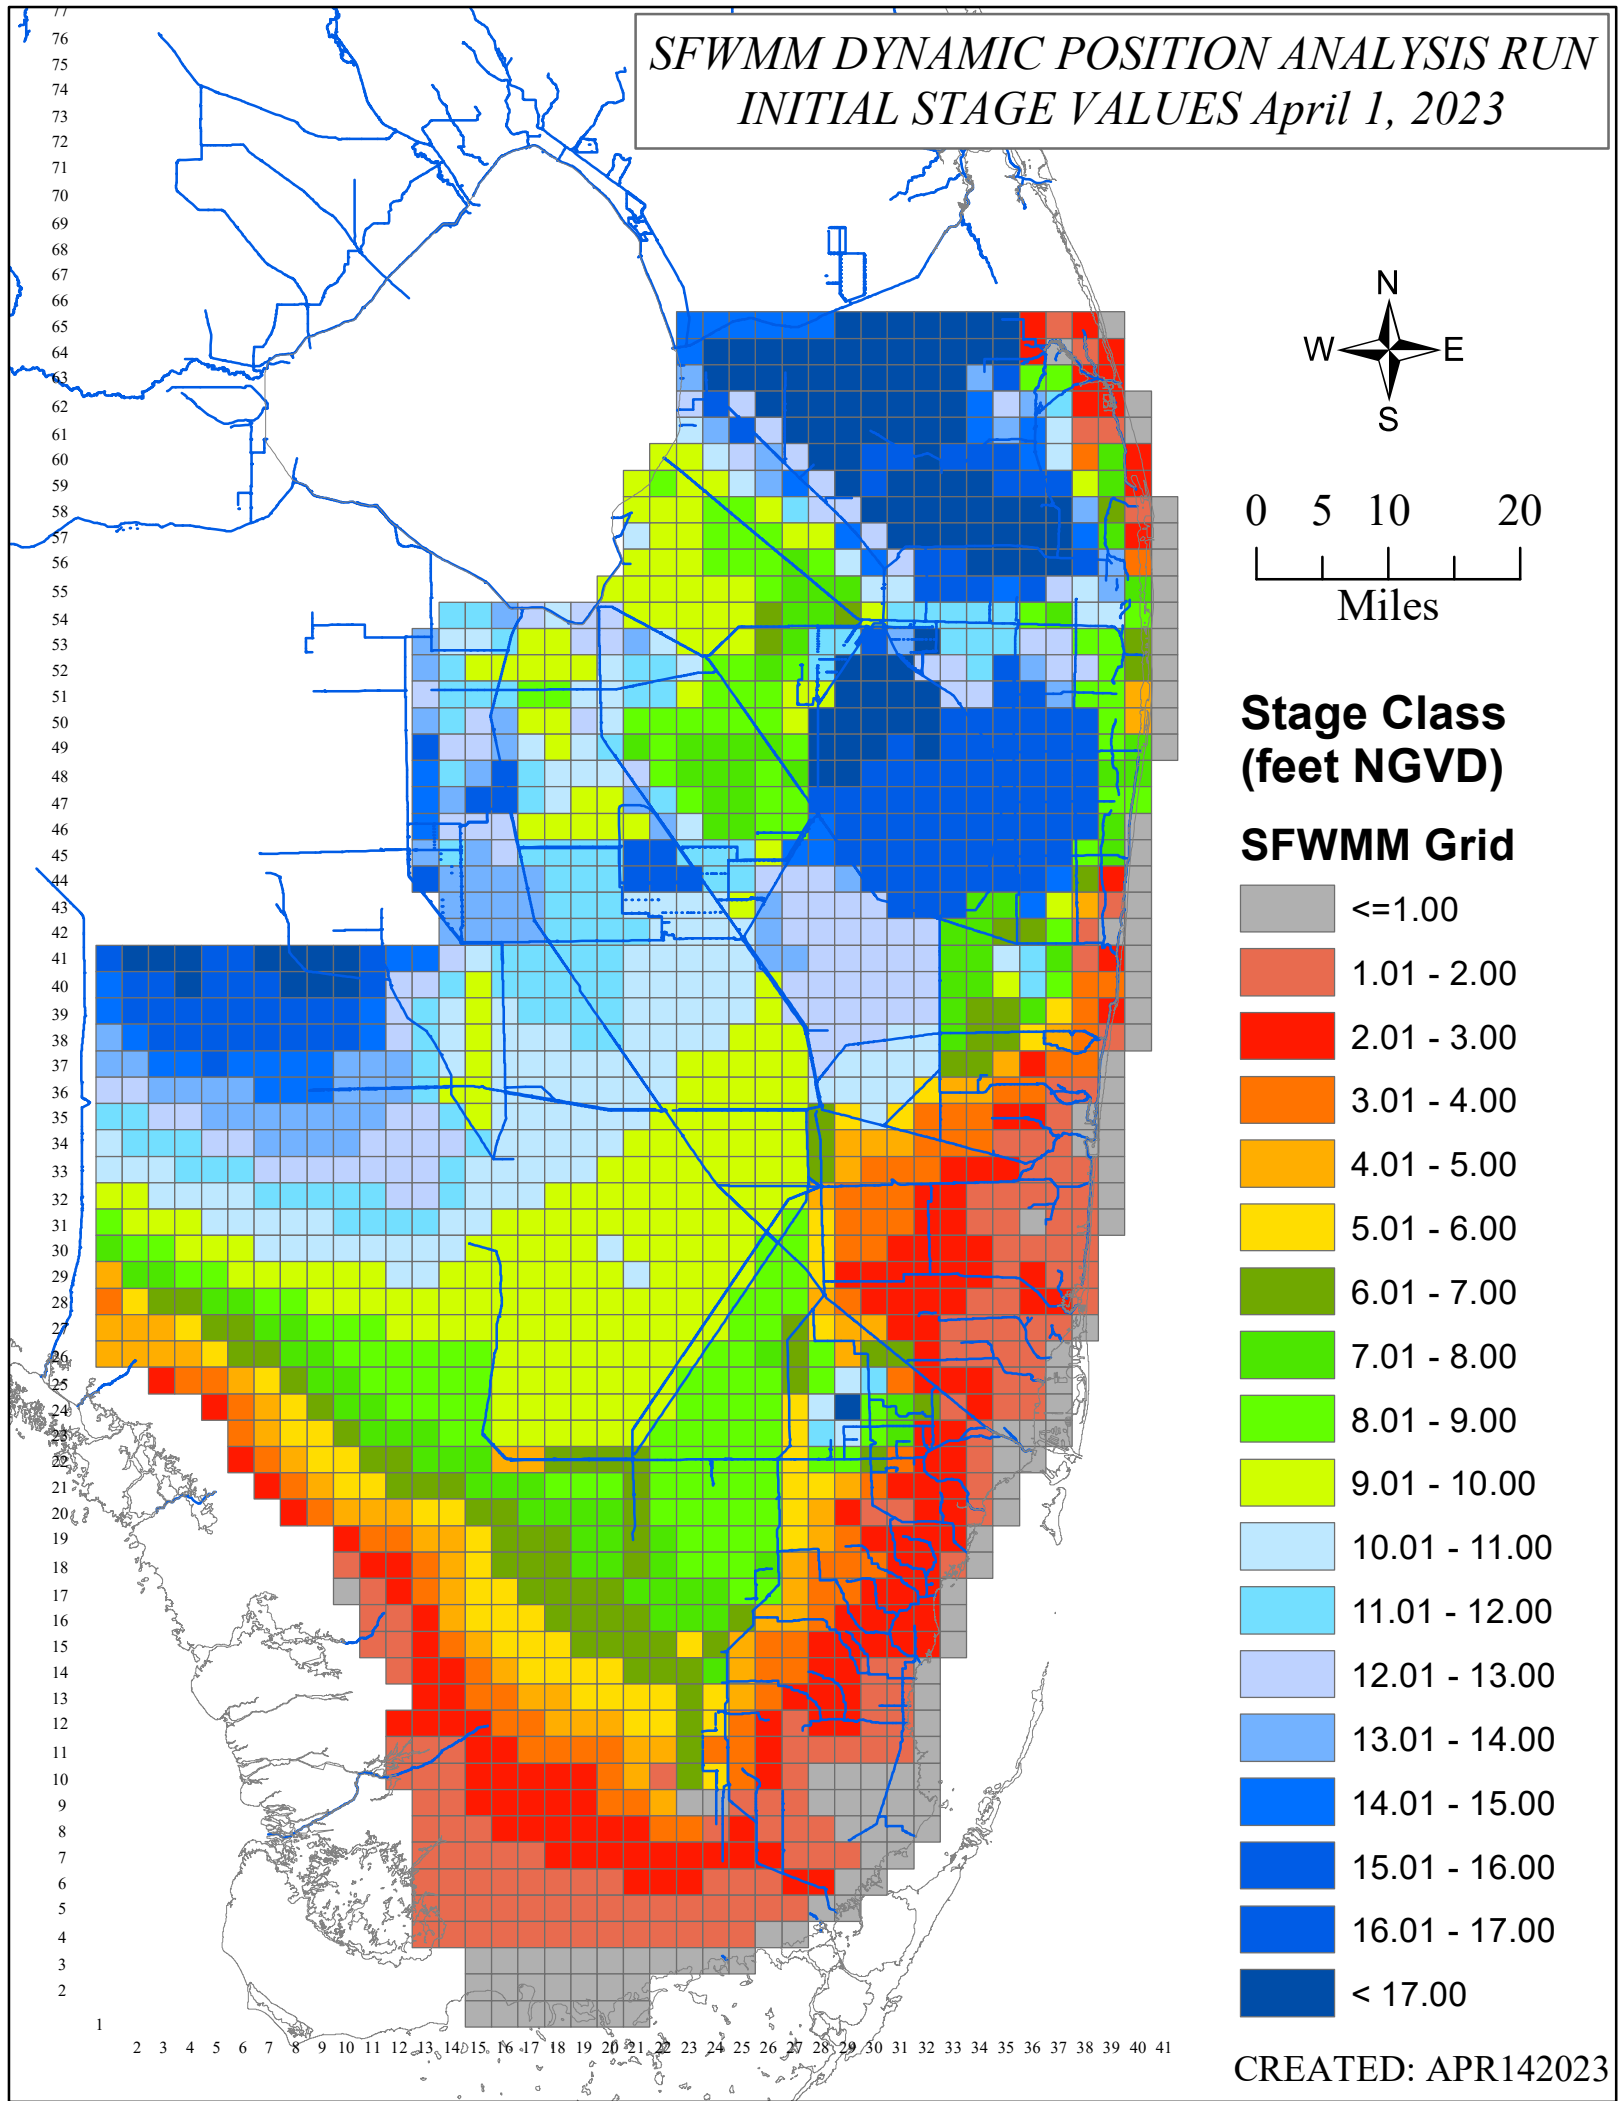 SFWMM DYNAMIC POSITION ANALYSIS RUN
INITIAL STAGE VALUES April 1, 2023
77
76
75
74
73
72
71
70
69
68
67
66
65
64
63
62
61
60
59
58
57
56
55
54
53
52
51
50
49
48
47
46
45
44
43
42
41
40
39
38
37
36
35
34
33
32
31
30
29
28
27
26
25
24
23
22
21
20
19
18
17
16
15
14
13
12
11
10
9
8
7
6
5
4
3
2
1
2 3 4 5 6 7 8 9 10 11 12 13 14 15 16 17 18 19 20 21 22 23 24 25 26 27 28 29 30 31 32 33 34 35 36 37 38 39 40 41
N
W E
S
0 5 10 20
Miles
Stage Class
(feet NGVD)
SFWMM Grid
<=1.00
1.01 - 2.00
2.01 - 3.00
3.01 - 4.00
4.01 - 5.00
5.01 - 6.00
6.01 - 7.00
7.01 - 8.00
8.01 - 9.00
9.01 - 10.00
10.01 - 11.00
11.01 - 12.00
12.01 - 13.00
13.01 - 14.00
14.01 - 15.00
15.01 - 16.00
16.01 - 17.00
< 17.00
CREATED: APR142023